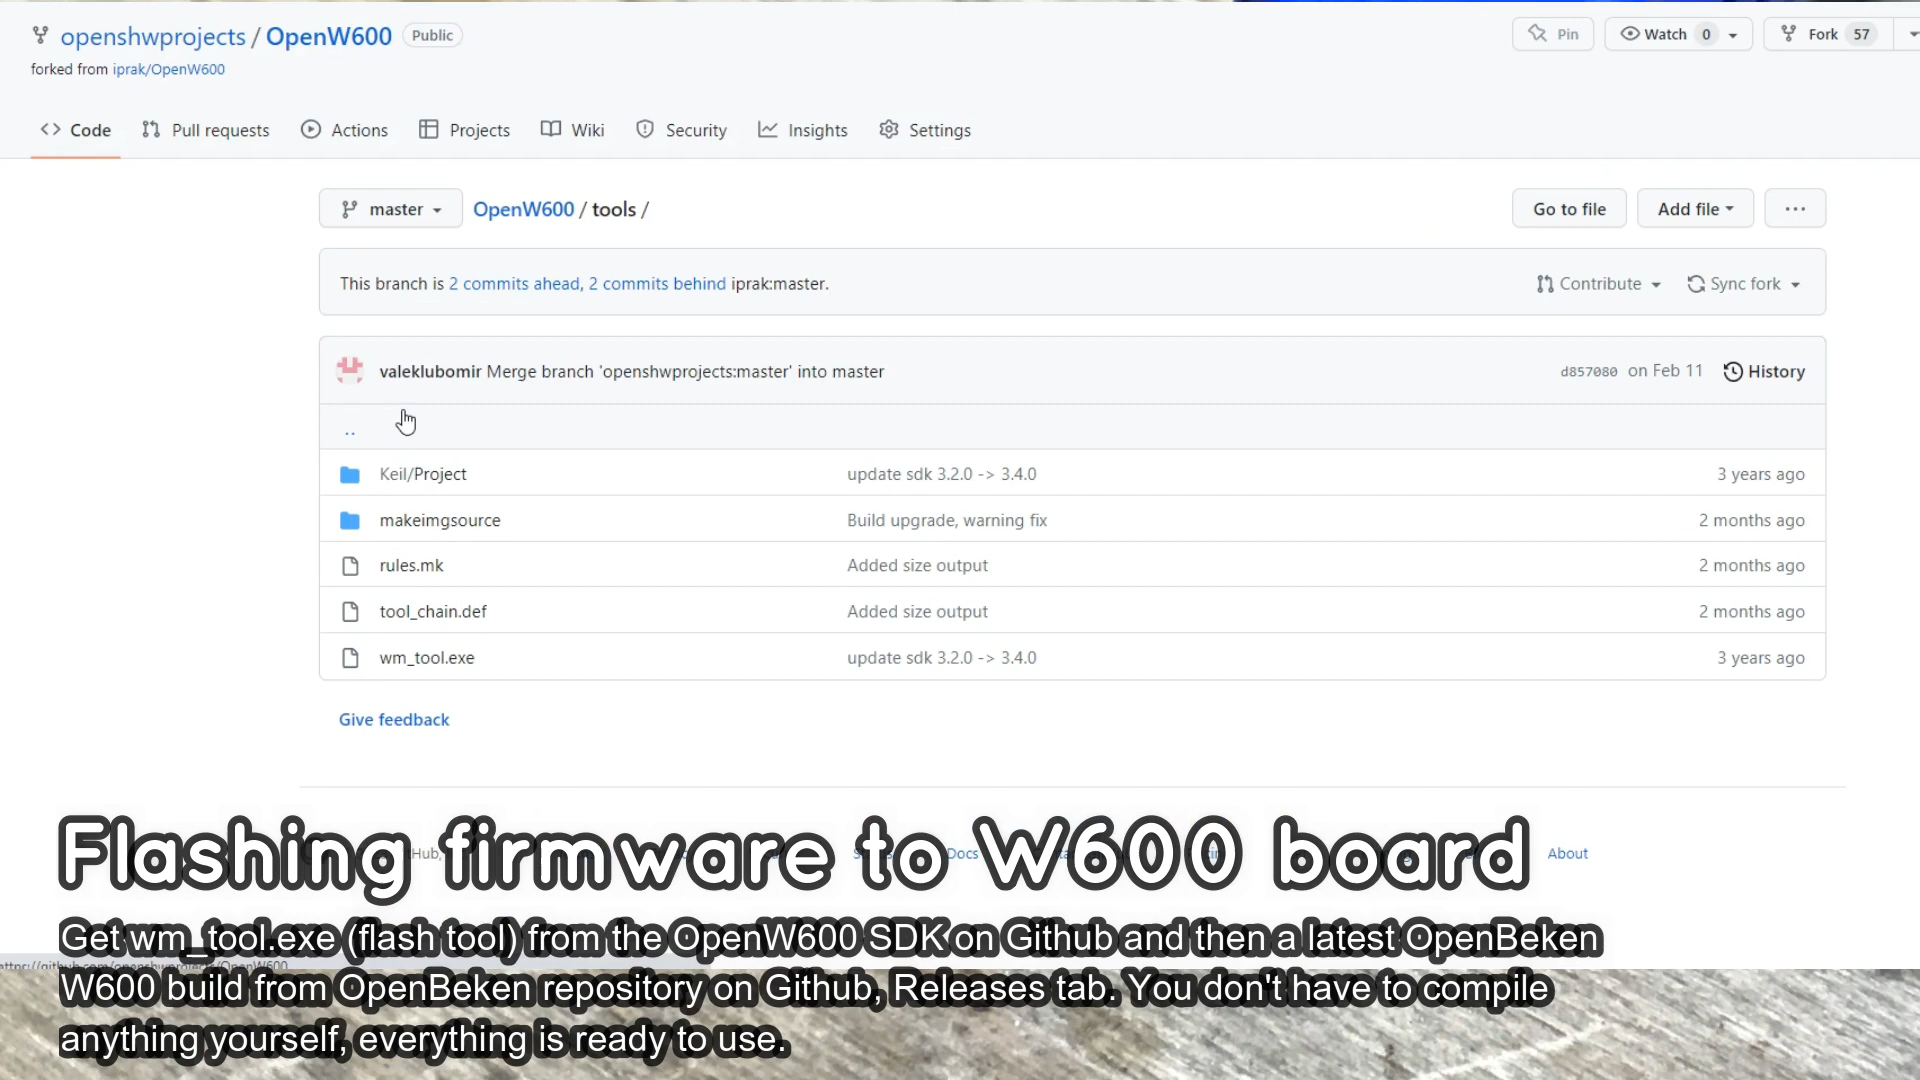 openshwprojects / OpenW600 Public
Pin Watch 0 Fork 57
forked from iprak/OpenW600
Code Pull requests Actions Projects Wiki Security Insights Settings
master OpenW600 / tools / Go to file Add file ...
This branch is 2 commits ahead, 2 commits behind iprak:master. Contribute Sync fork
valeklubomir Merge branch 'openshwprojects:master' into master d857080 on Feb 11 History
..
Keil/Project update sdk 3.2.0 -> 3.4.0 3 years ago
makeimgsource Build upgrade, warning fix 2 months ago
rules.mk Added size output 2 months ago
tool_chain.def Added size output 2 months ago
wm_tool.exe update sdk 3.2.0 -> 3.4.0 3 years ago
Give feedback
Docs About
Flashing firmware to W600 board
Get wm_tool.exe (flash tool) from the OpenW600 SDK on Github and then a latest OpenBeken
https://github.com/openshwprojects/OpenW600
W600 build from OpenBeken repository on Github, Releases tab. You don't have to compile
anything yourself, everything is ready to use.